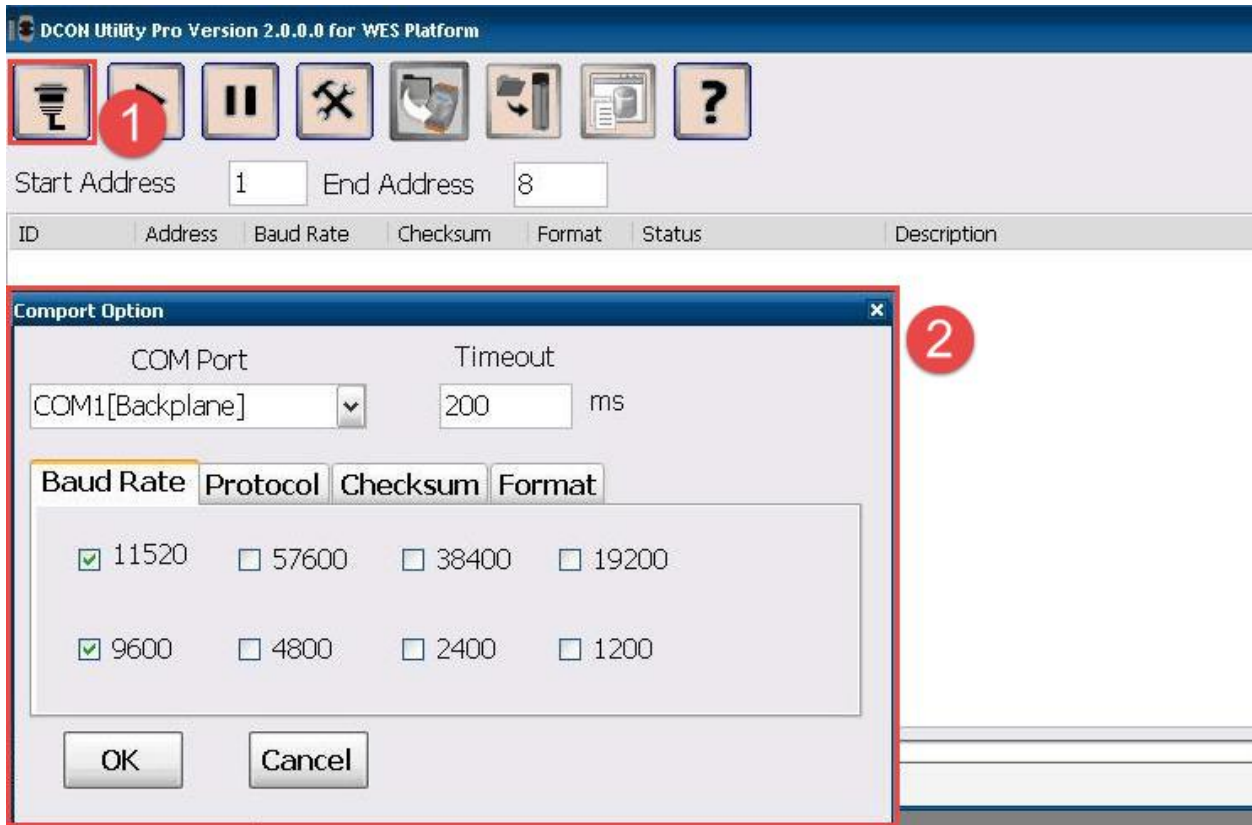 DCON Utility Pro Version 2.0.0.0 for WES Platform
1
?
Start Address 1 End Address 8
ID Address Baud Rate Checksum Format Status Description
Comport Option
2
COM Port Timeout
COM1[Backplane] 200 ms
Baud Rate Protocol Checksum Format
11520 57600 38400 19200
9600 4800 2400 1200
OK Cancel